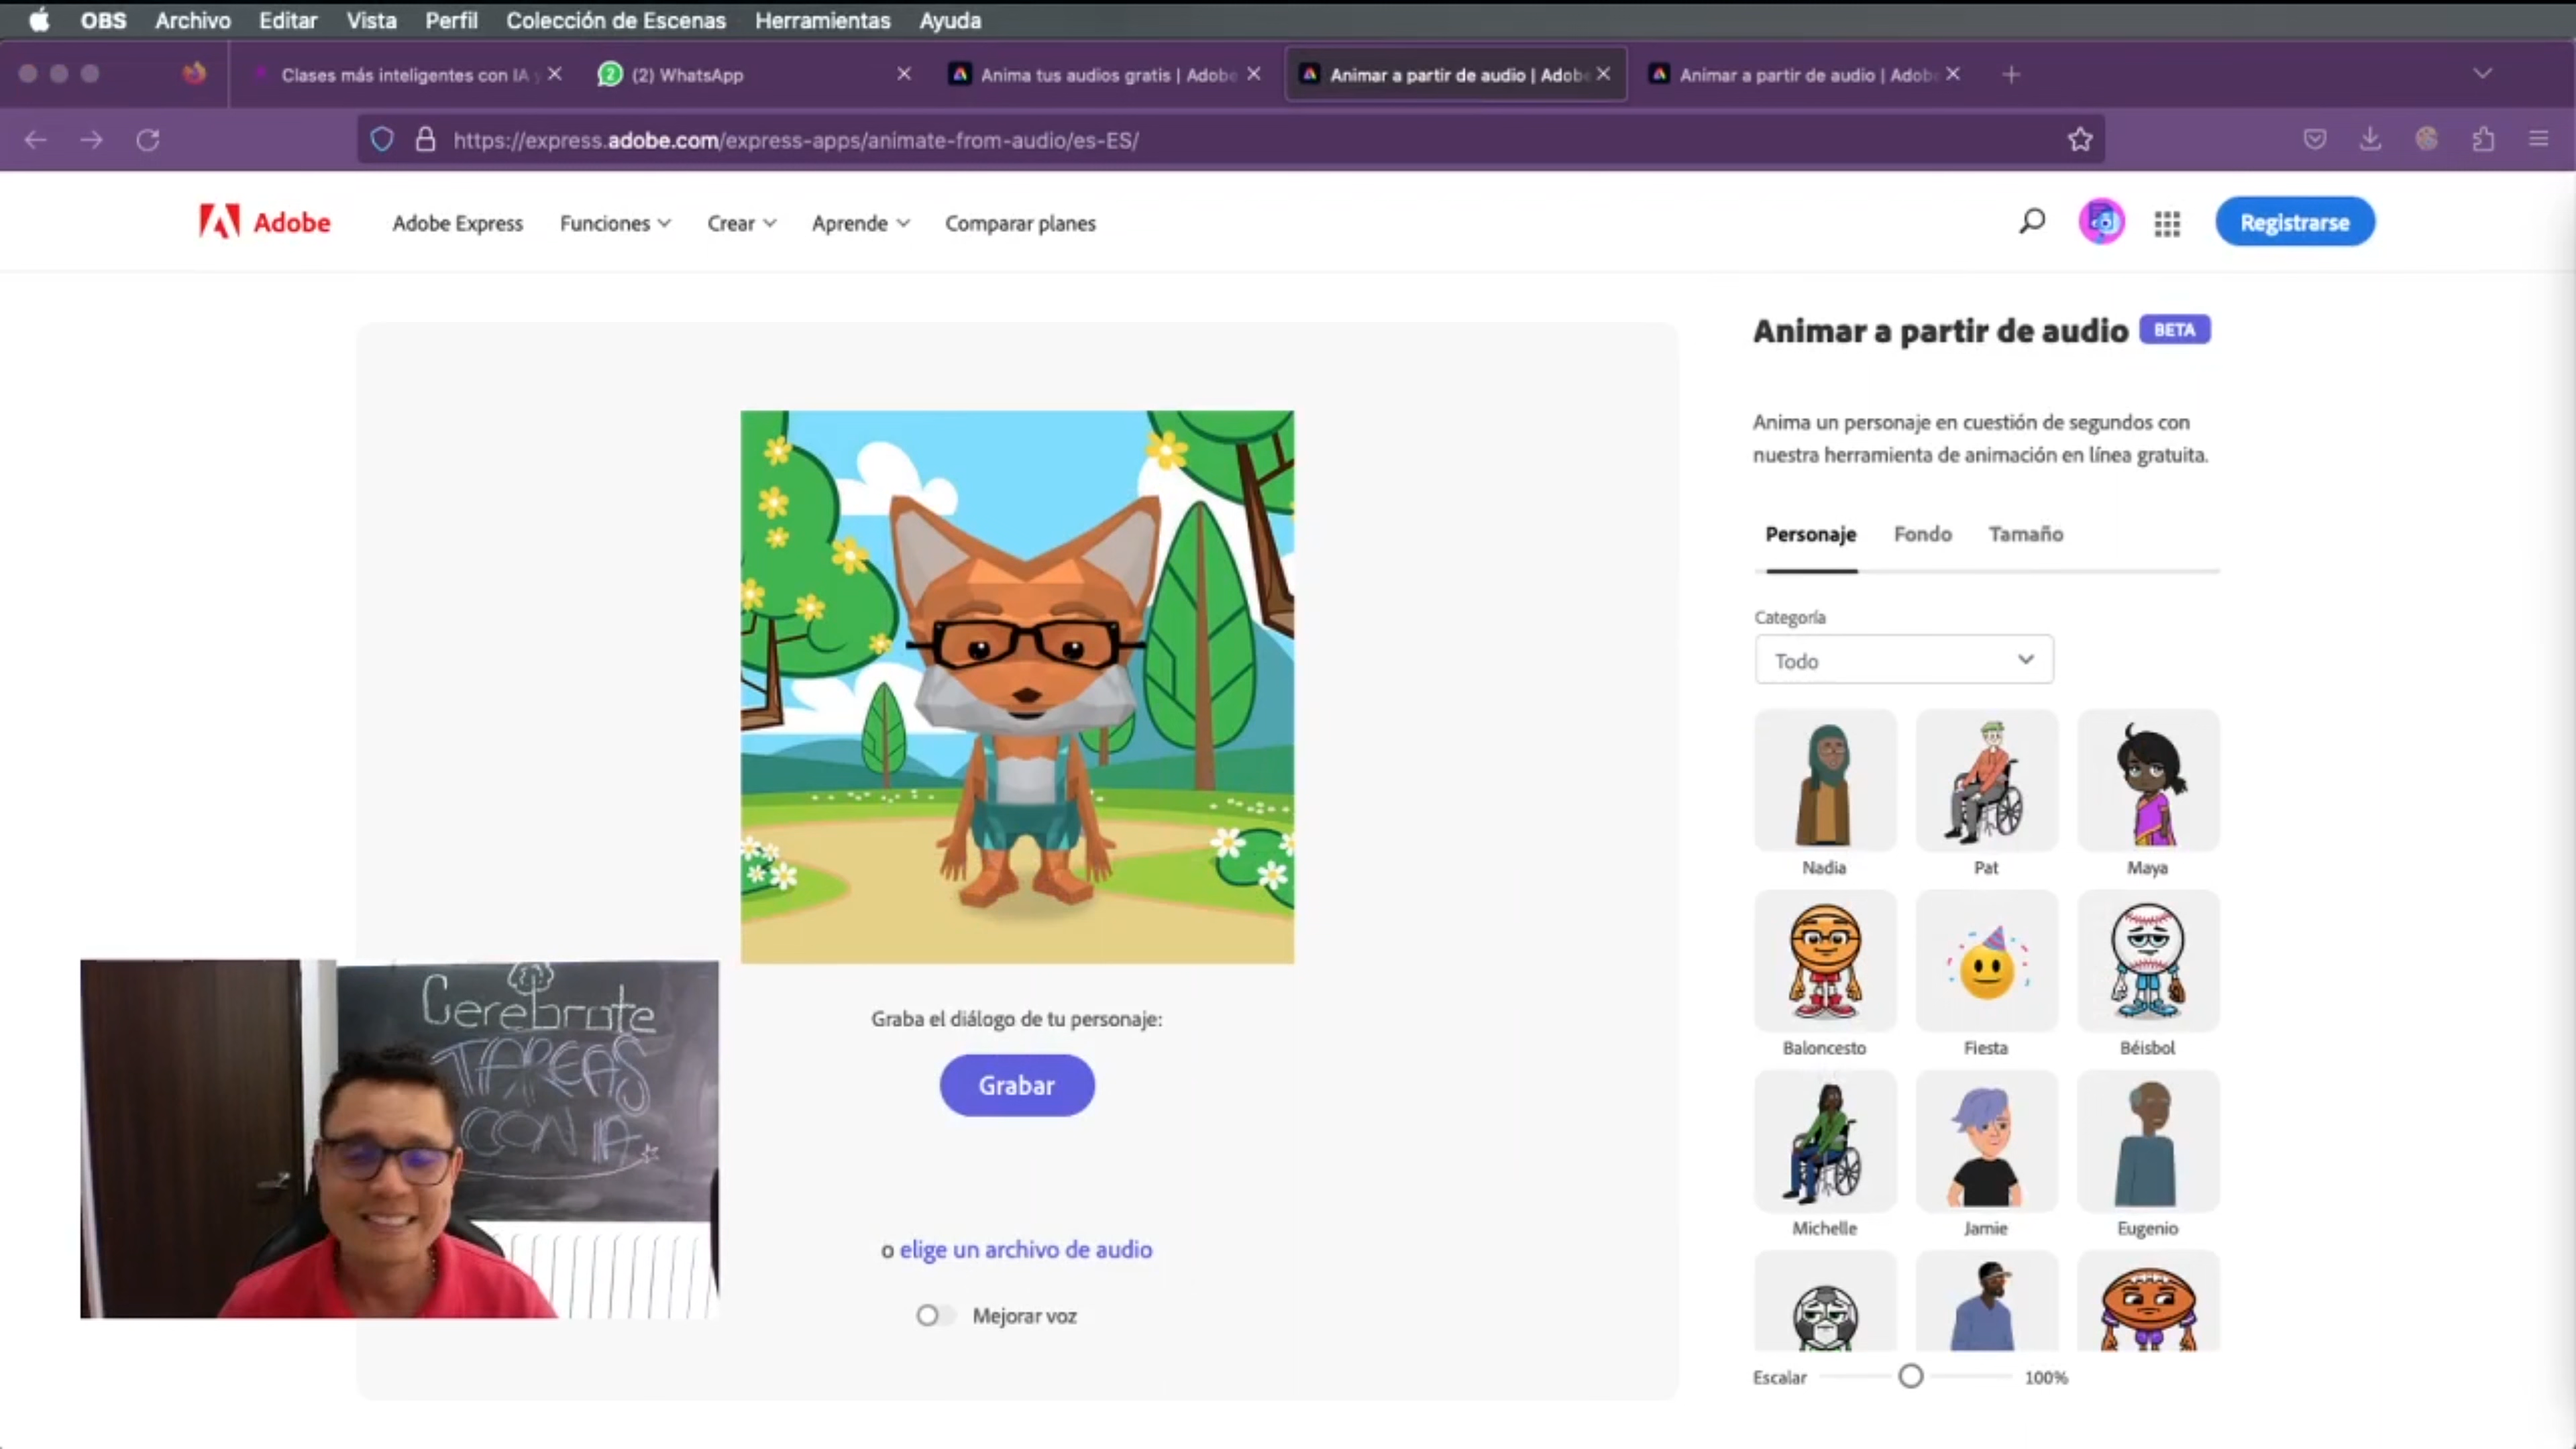 OBS Archivo Editar Vista Perfil Colección de Escenas Herramientas Ayuda
Clases más inteligentes con IA y
2 (2) WhatsApp
Anima tus audios gratis | Adobe
Animar a partir de audio | Adob
Animar a partir de audio | Adob
https://express.adobe.com/express-apps/animate-from-audio/es-ES/
Adobe
Adobe Express Funciones Crear Aprende Comparar planes
Registrarse
Animar a partir de audio BETA
Anima un personaje en cuestión de segundos con
nuestra herramienta de animación en línea gratuita.
Personaje Fondo Tamaño
Categoría
Todo
Nadia Pat Maya
Baloncesto Fiesta Béisbol
Michelle Jamie Eugenio
Escalar 100%
Graba el diálogo de tu personaje:
Grabar
o elige un archivo de audio
Mejorar voz
Cerebrote
TAREAS
CON IA